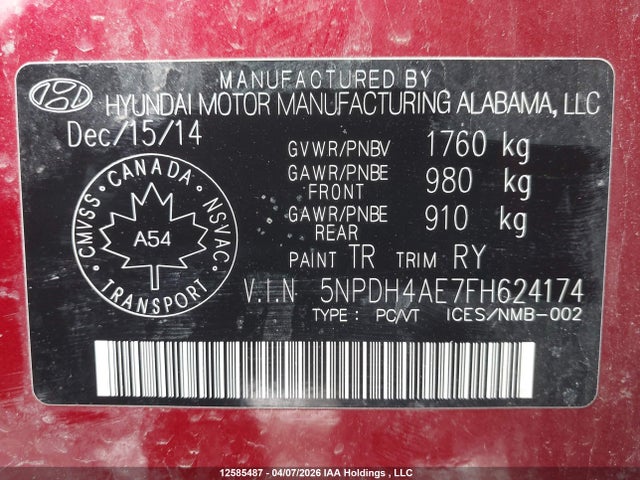 MANUFACTURED BY
HYUNDAI MOTOR MANUFACTURING ALABAMA, LLC
Dec/15/14
GVWR/PNBV 1760 kg
GAWR/PNBE FRONT 980 kg
GAWR/PNBE REAR 910 kg
CANADA
CMVSS
NSVAC
A54
TRANSPORT
PAINT TR TRIM RY
V.I.N 5NPDH4AE7FH624174
TYPE : PC/VT ICES/NMB-002
12585487 - 04/07/2026 IAA Holdings , LLC